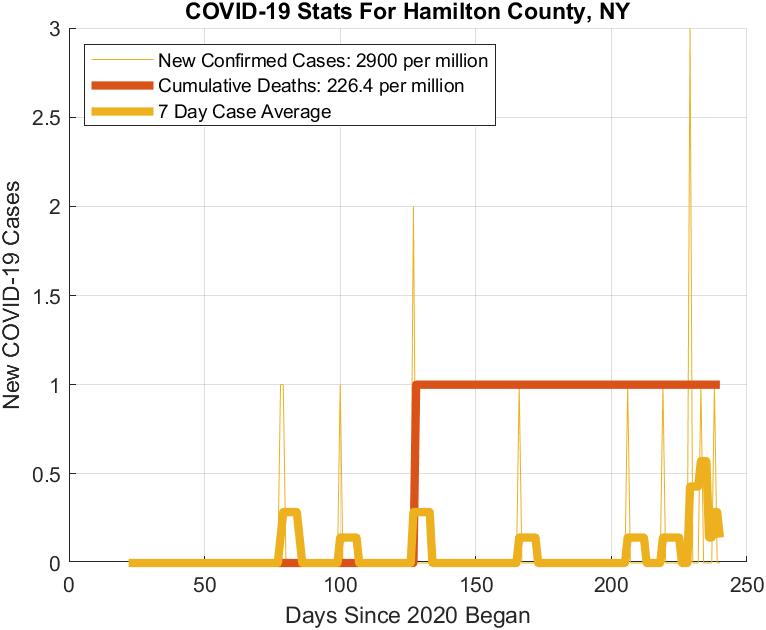 COVID-19 Stats For Hamilton County, NY
New Confirmed Cases: 2900 per million
Cumulative Deaths: 226.4 per million
7 Day Case Average
New COVID-19 Cases
3
2.5
2
1.5
1
0.5
0
0 50 100 150 200 250
Days Since 2020 Began